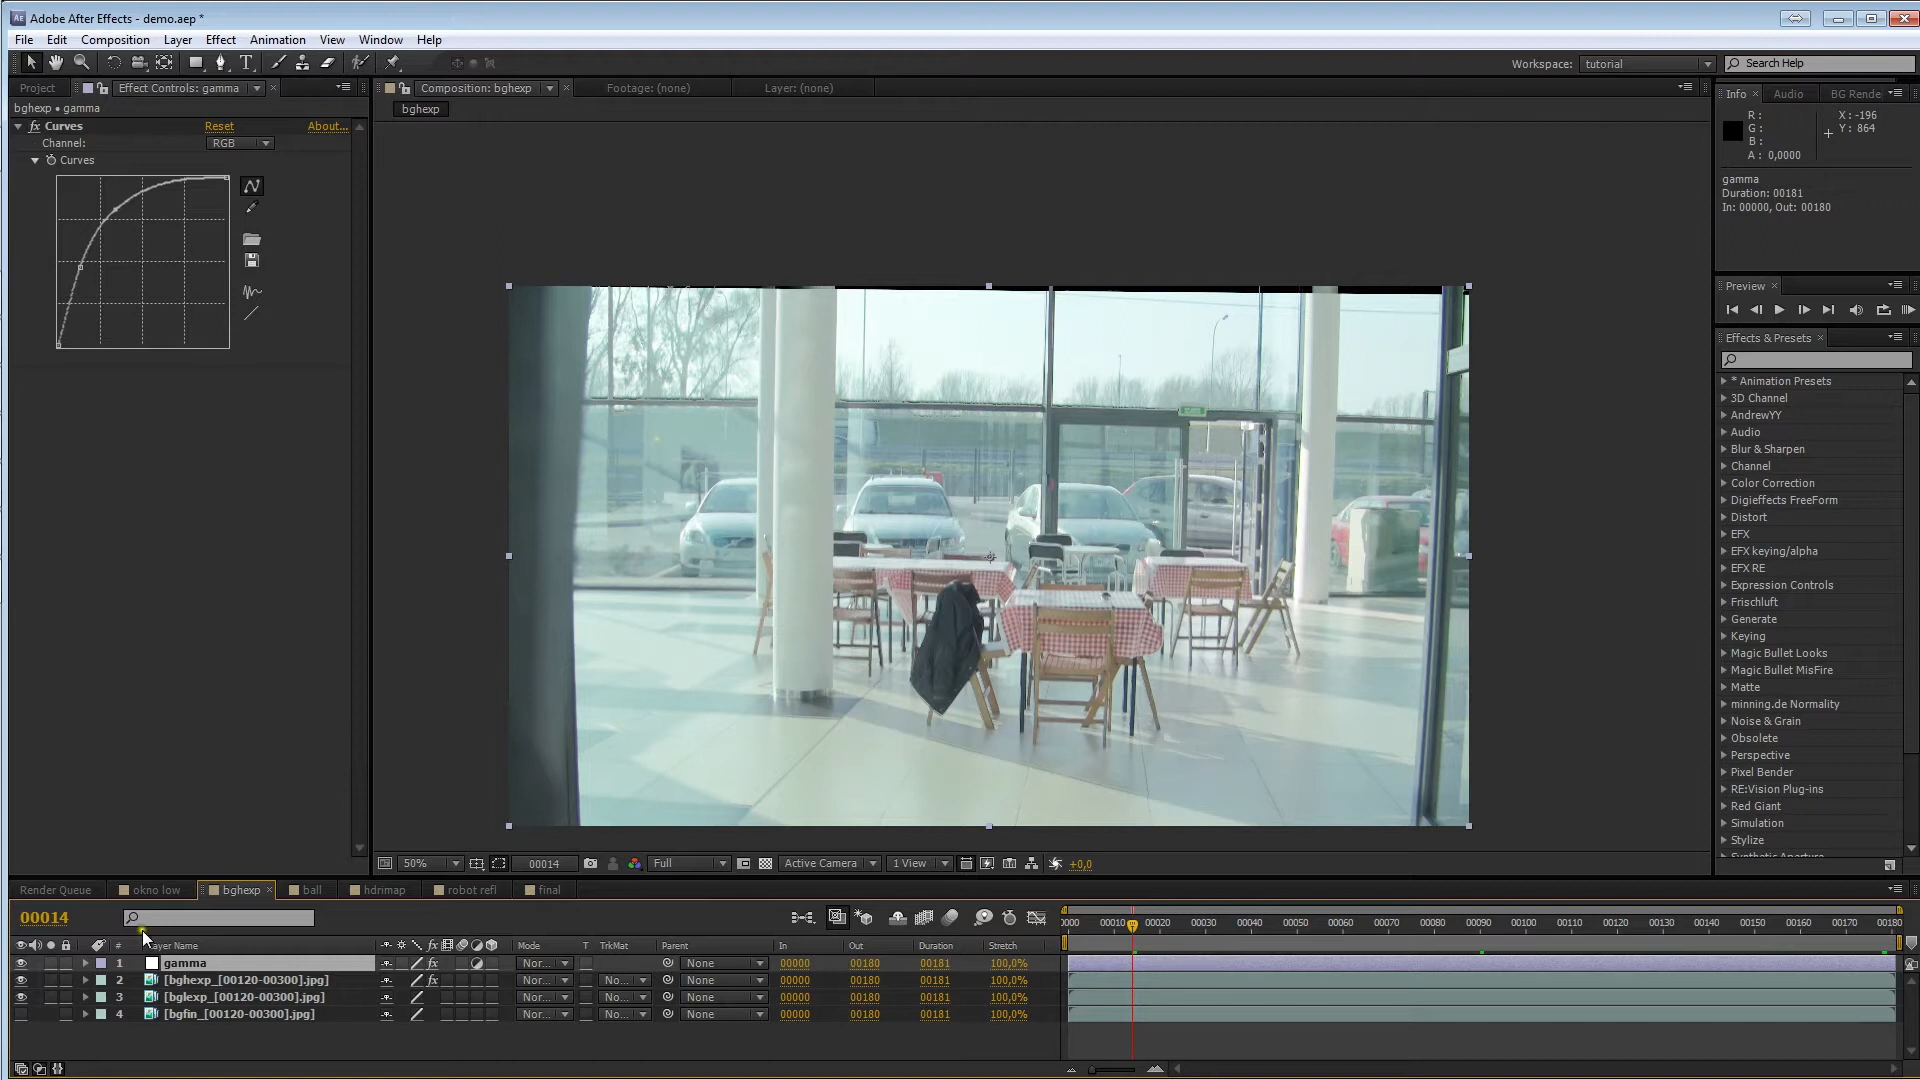 Adobe After Effects - demo.aep *
File Edit Composition Layer Effect Animation View Window Help
Workspace: tutorial Search Help
Project Effect Controls: gamma
Composition: bghexp Footage: (none) Layer: (none)
Info Audio BG Rende
bghexp • gamma
bghexp
fx Curves Reset About...
Channel: RGB
Curves
R :
G :
B :
A : 0,0000
X : -196
Y : 864
gamma
Duration: 00181
In: 00000, Out: 00180
Preview
Effects & Presets
* Animation Presets
3D Channel
AndrewYY
Audio
Blur & Sharpen
Channel
Color Correction
Digieffects FreeForm
Distort
EFX
EFX keying/alpha
EFX RE
Expression Controls
Frischluft
Generate
Keying
Magic Bullet Looks
Magic Bullet MisFire
Matte
minning.de Normality
Noise & Grain
Obsolete
Perspective
Pixel Bender
RE:Vision Plug-ins
Red Giant
Simulation
Stylize
Synthetic Aperture
50% 00014 Full Active Camera 1 View +0,0
Render Queue okno low bghexp ball hdrimap robot refl final
00014
00010 00020 00030 00040 00050 00060 00070 00080 00090 00100 00110 00120 00130 00140 00150 00160 00170 00180
# Layer Name fx Mode T TrkMat Parent In Out Duration Stretch
1 gamma fx Nor... None 00000 00180 00181 100,0%
2 [bghexp_[00120-00300].jpg] fx Nor... No... None 00000 00180 00181 100,0%
3 [bglexp_[00120-00300].jpg] Nor... No... None 00000 00180 00181 100,0%
4 [bgfin_[00120-00300].jpg] Nor... No... None 00000 00180 00181 100,0%